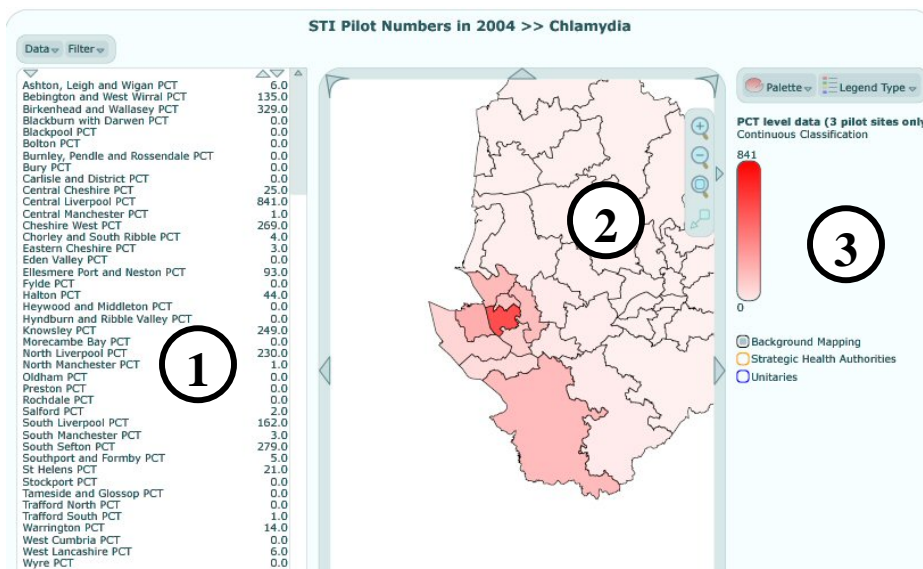 STI Pilot Numbers in 2004 >> Chlamydia
Data Filter
Ashton, Leigh and Wigan PCT 6.0
Bebington and West Wirral PCT 135.0
Birkenhead and Wallasey PCT 329.0
Blackburn with Darwen PCT 0.0
Blackpool PCT 0.0
Bolton PCT 0.0
Burnley, Pendle and Rossendale PCT 0.0
Bury PCT 0.0
Carlisle and District PCT 0.0
Central Cheshire PCT 25.0
Central Liverpool PCT 841.0
Central Manchester PCT 1.0
Cheshire West PCT 269.0
Chorley and South Ribble PCT 4.0
Eastern Cheshire PCT 3.0
Eden Valley PCT 0.0
Ellesmere Port and Neston PCT 93.0
Fylde PCT 0.0
Halton PCT 44.0
Heywood and Middleton PCT 0.0
Hyndburn and Ribble Valley PCT 0.0
Knowsley PCT 249.0
Morecambe Bay PCT 0.0
North Liverpool PCT 230.0
North Manchester PCT 1.0
Oldham PCT 0.0
Preston PCT 0.0
Rochdale PCT 0.0
Salford PCT 2.0
South Liverpool PCT 162.0
South Manchester PCT 3.0
South Sefton PCT 279.0
Southport and Formby PCT 5.0
St Helens PCT 21.0
Stockport PCT 0.0
Tameside and Glossop PCT 0.0
Trafford North PCT 0.0
Trafford South PCT 1.0
Warrington PCT 14.0
West Cumbria PCT 0.0
West Lancashire PCT 6.0
Wyre PCT 0.0
1
2
Palette Legend Type
PCT level data (3 pilot sites only
Continuous Classification
841
0
3
Background Mapping
Strategic Health Authorities
Unitaries